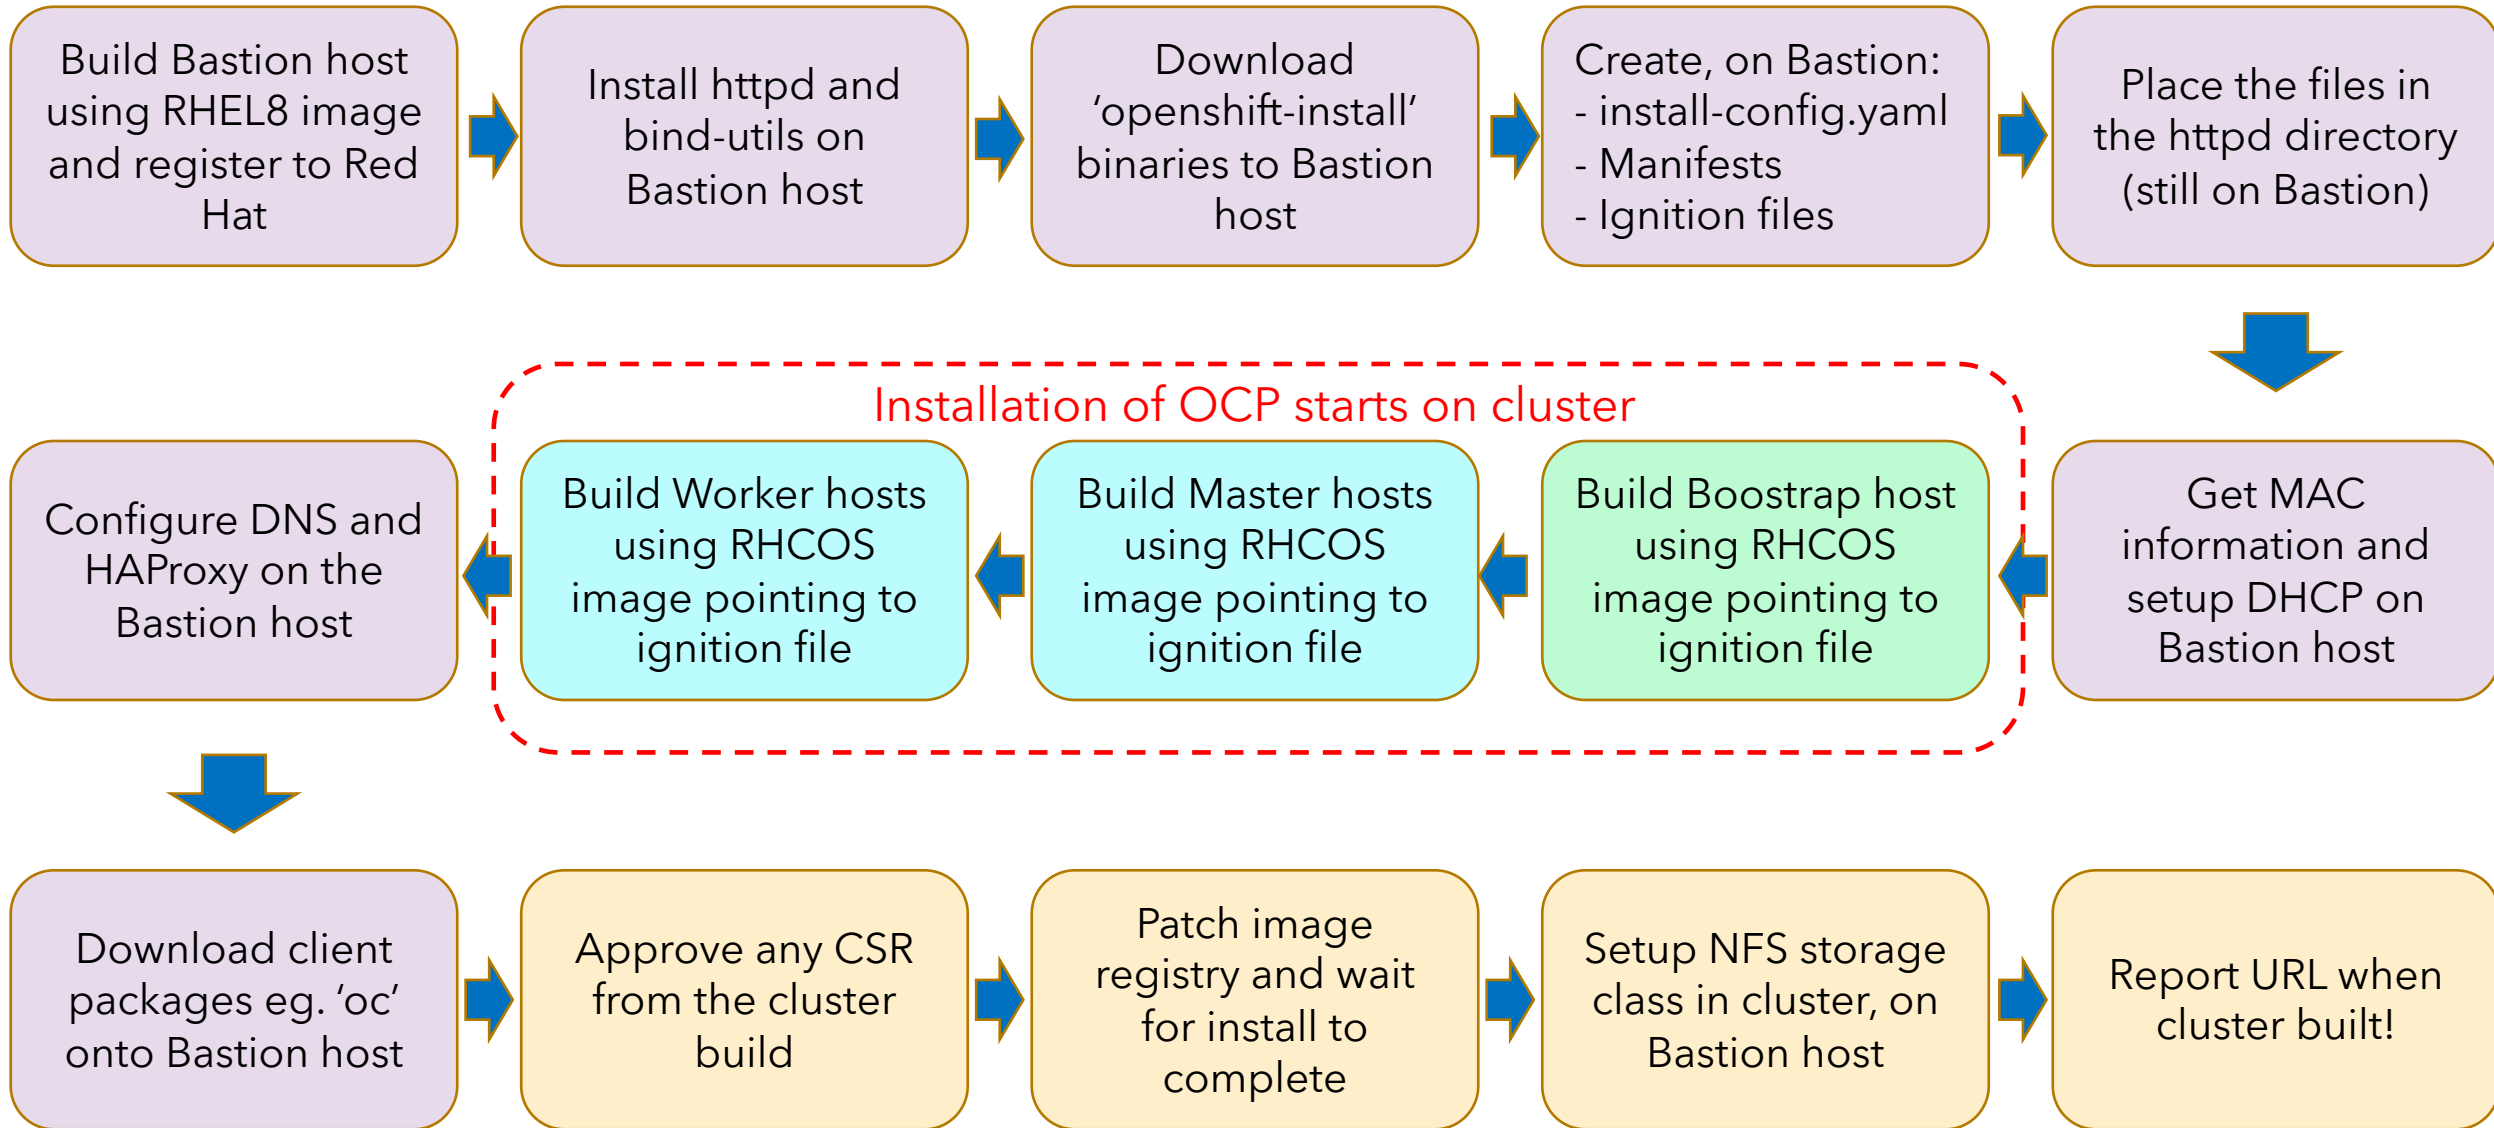 Build Bastion host
using RHEL8 image
and register to Red
Hat
Install httpd and
bind-utils on
Bastion host
Download
‘openshift-install’
binaries to Bastion
host
Create, on Bastion:
- install-config.yaml
- Manifests
- Ignition files
Place the files in
the httpd directory
(still on Bastion)
Installation of OCP starts on cluster
Get MAC
information and
setup DHCP on
Bastion host
Build Boostrap host
using RHCOS
image pointing to
ignition file
Build Master hosts
using RHCOS
image pointing to
ignition file
Build Worker hosts
using RHCOS
image pointing to
ignition file
Configure DNS and
HAProxy on the
Bastion host
Download client
packages eg. ‘oc’
onto Bastion host
Approve any CSR
from the cluster
build
Patch image
registry and wait
for install to
complete
Setup NFS storage
class in cluster, on
Bastion host
Report URL when
cluster built!